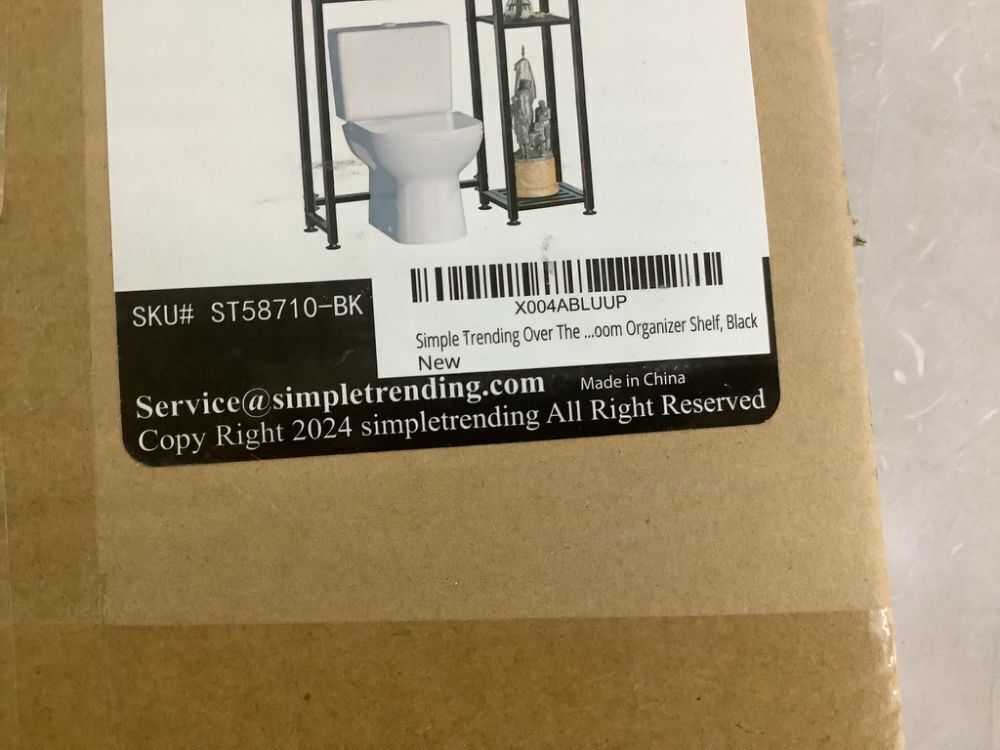 SKU# ST58710-BK
X004ABLUUP
Simple Trending Over The ...oom Organizer Shelf, Black
New
Service@simpletrending.com Made in China
Copy Right 2024 simpletrending All Right Reserved